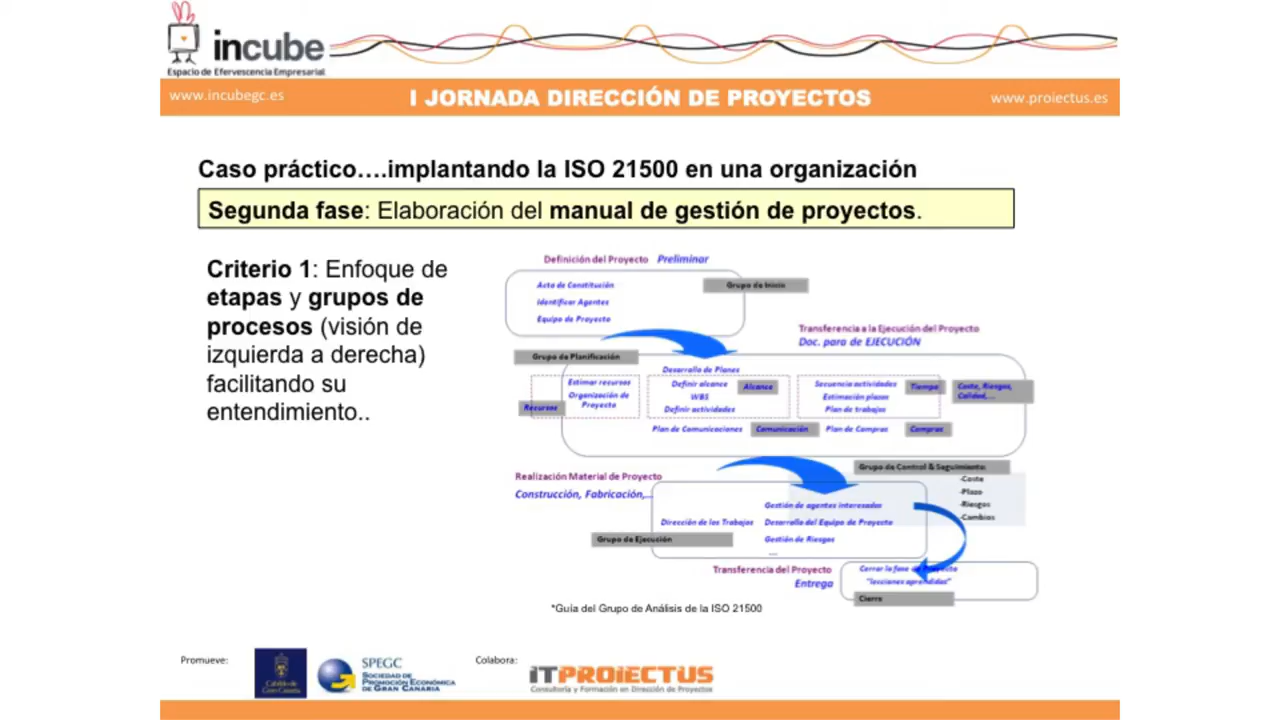 incube
Espacio de Efervescencia Empresarial
www.incubegc.es
I JORNADA DIRECCIÓN DE PROYECTOS
www.proiectus.es
Caso práctico….implantando la ISO 21500 en una organización
Segunda fase: Elaboración del manual de gestión de proyectos.
Criterio 1: Enfoque de
etapas y grupos de
procesos (visión de
izquierda a derecha)
facilitando su
entendimiento..
Definición del Proyecto Preliminar
Acta de Constitución
Grupo de Inicio
Identificar Agentes
Equipo de Proyecto
Transferencia a la Ejecución del Proyecto
Doc. para de EJECUCIÓN
Grupo de Planificación
Desarrollo de Planes
Estimar recursos
Organización de
Proyecto
Recursos
Definir alcance
WBS
Definir actividades
Alcance
Secuencia actividades
Estimación plazos
Plan de trabajos
Tiempo
Coste, Riesgos,
Calidad,...
Plan de Comunicaciones
Comunicación
Plan de Compras
Compras
Grupo de Control & Seguimiento:
-Coste
-Plazo
-Riesgos
-Cambios
Realización Material de Proyecto
Construcción, Fabricación,...
Gestión de agentes interesados
Dirección de los Trabajos
Desarrollo del Equipo de Proyecto
Gestión de Riesgos
...
Grupo de Ejecución
Transferencia del Proyecto
Entrega
Cerrar la fase de Proyecto
"lecciones aprendidas"
Cierre
*Guía del Grupo de Análisis de la ISO 21500
Promueve:
Cabildo de
Gran Canaria
SPEGC
SOCIEDAD DE
PROMOCIÓN ECONÓMICA
DE GRAN CANARIA
Colabora:
iTPROiECTUS
Consultoría y Formación en Dirección de Proyectos